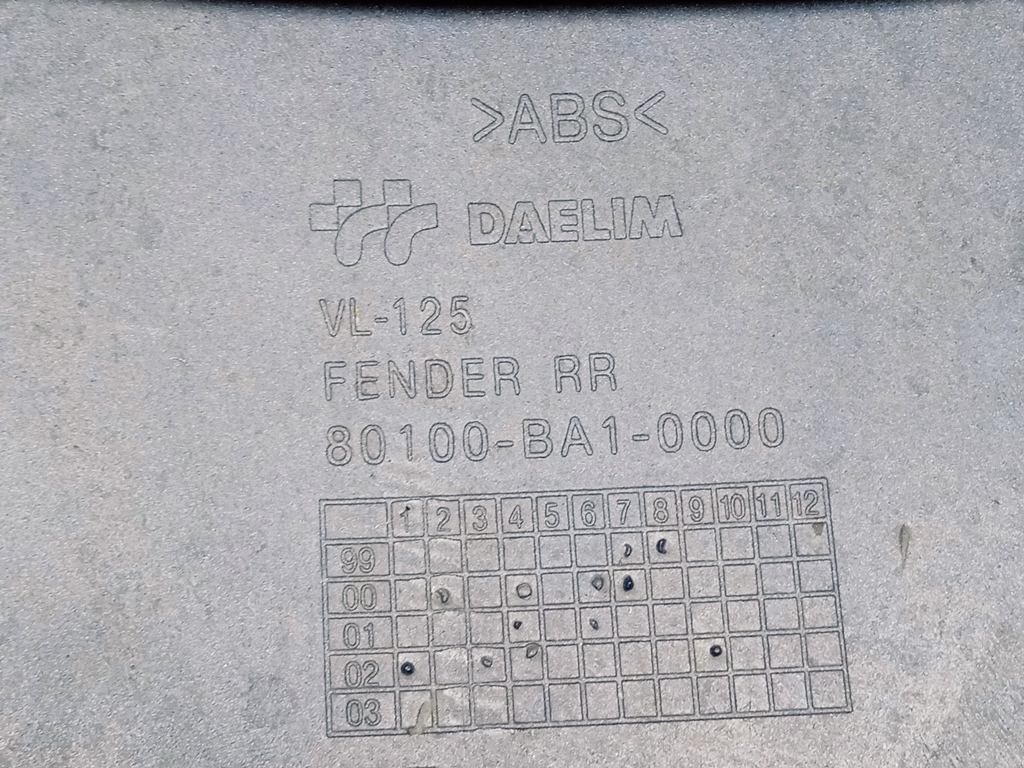 >ABS<
DAELIM
VL-125
FENDER RR
80100-BA1-0000
1 2 3 4 5 6 7 8 9 10 11 12
99
00
01
02
03